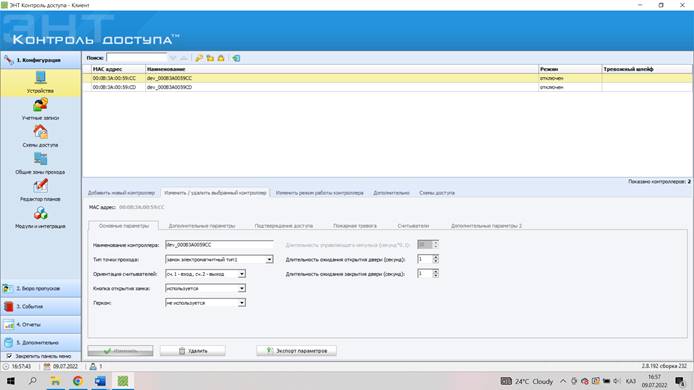 ЭНТ Контроль доступа - Клиент
ЭНТ
КОНТРОЛЬ ДОСТУПА™
1. Конфигурация
Устройства
Учетные записи
Схемы доступа
Общие зоны прохода
Редактор планов
Модули и интеграция
2. Бюро пропусков
3. События
4. Отчеты
5. Дополнительно
Закрепить панель меню
Поиск:
MAC адрес Наименование Режим Тревожный шлейф
00:0B:3A:00:59:CC dev_000B3A0059CC отключен
00:0B:3A:00:59:CD dev_000B3A0059CD отключен
Показано контроллеров: 2
Добавить новый контроллер Изменить / удалить выбранный контроллер Изменить режим работы контроллера Дополнительно Схемы доступа
MAC адрес: 00:0B:3A:00:59:CC
Основные параметры Дополнительные параметры Подтверждение доступа Пожарная тревога Считыватели Дополнительные параметры 2
Наименование контроллера: dev_000B3A0059CC Длительность управляющего импульса (секунд*0.1):
Тип точки прохода: замок электромагнитный тип1 Длительность ожидания открытия двери (секунд): 1
Ориентация считывателей: сч.1 - вход, сч.2 - выход Длительность ожидания закрытия двери (секунд): 1
Кнопка открытия замка: используется
Геркон: не используется
Изменить Удалить Экспорт параметров
16:57:43 09.07.2022 1 2.8.192 сборка 232
24°C Cloudy КАЗ 16:57
09.07.2022